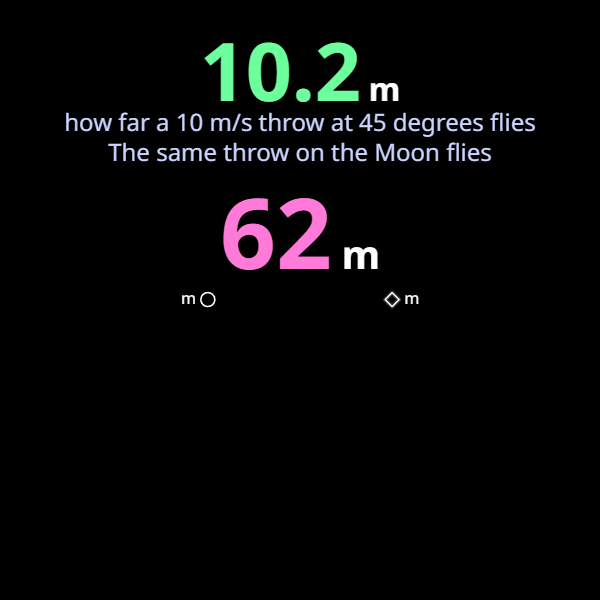 10.2 m
how far a 10 m/s throw at 45 degrees flies
The same throw on the Moon flies
62 m
m m